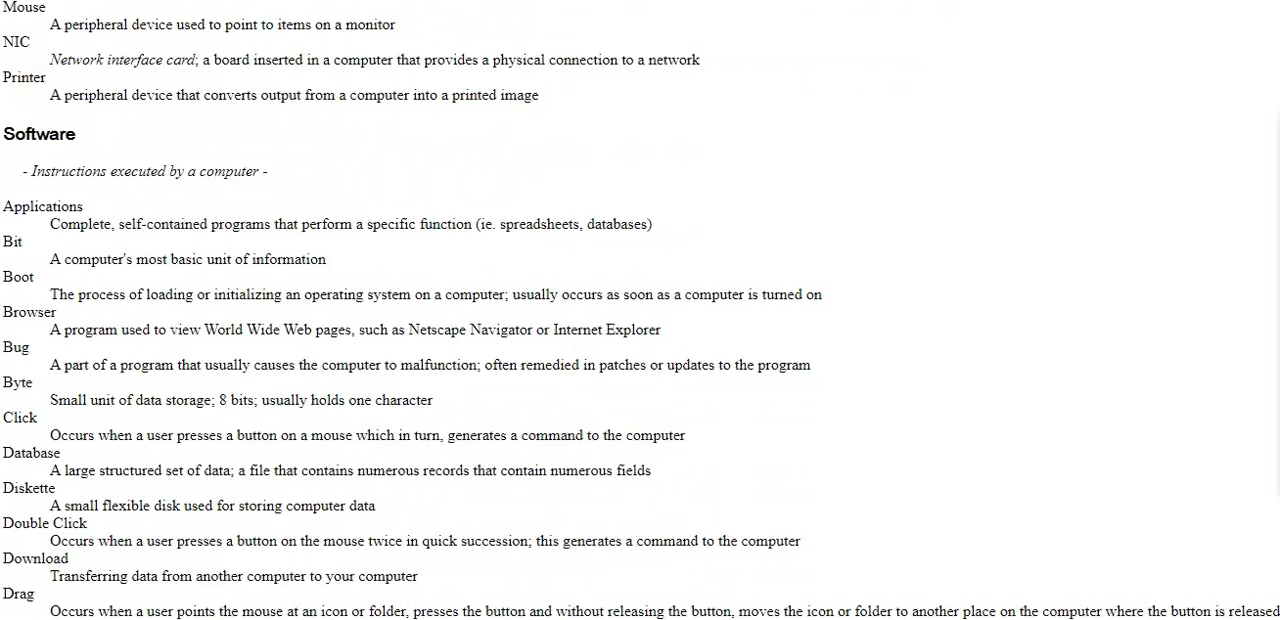 Mouse
A peripheral device used to point to items on a monitor
NIC
Network interface card; a board inserted in a computer that provides a physical connection to a network
Printer
A peripheral device that converts output from a computer into a printed image
Software
- Instructions executed by a computer -
Applications
Complete, self-contained programs that perform a specific function (ie. spreadsheets, databases)
Bit
A computer's most basic unit of information
Boot
The process of loading or initializing an operating system on a computer; usually occurs as soon as a computer is turned on
Browser
A program used to view World Wide Web pages, such as Netscape Navigator or Internet Explorer
Bug
A part of a program that usually causes the computer to malfunction; often remedied in patches or updates to the program
Byte
Small unit of data storage; 8 bits; usually holds one character
Click
Occurs when a user presses a button on a mouse which in turn, generates a command to the computer
Database
A large structured set of data; a file that contains numerous records that contain numerous fields
Diskette
A small flexible disk used for storing computer data
Double Click
Occurs when a user presses a button on the mouse twice in quick succession; this generates a command to the computer
Download
Transferring data from another computer to your computer
Drag
Occurs when a user points the mouse at an icon or folder, presses the button and without releasing the button, moves the icon or folder to another place on the computer where the button is released